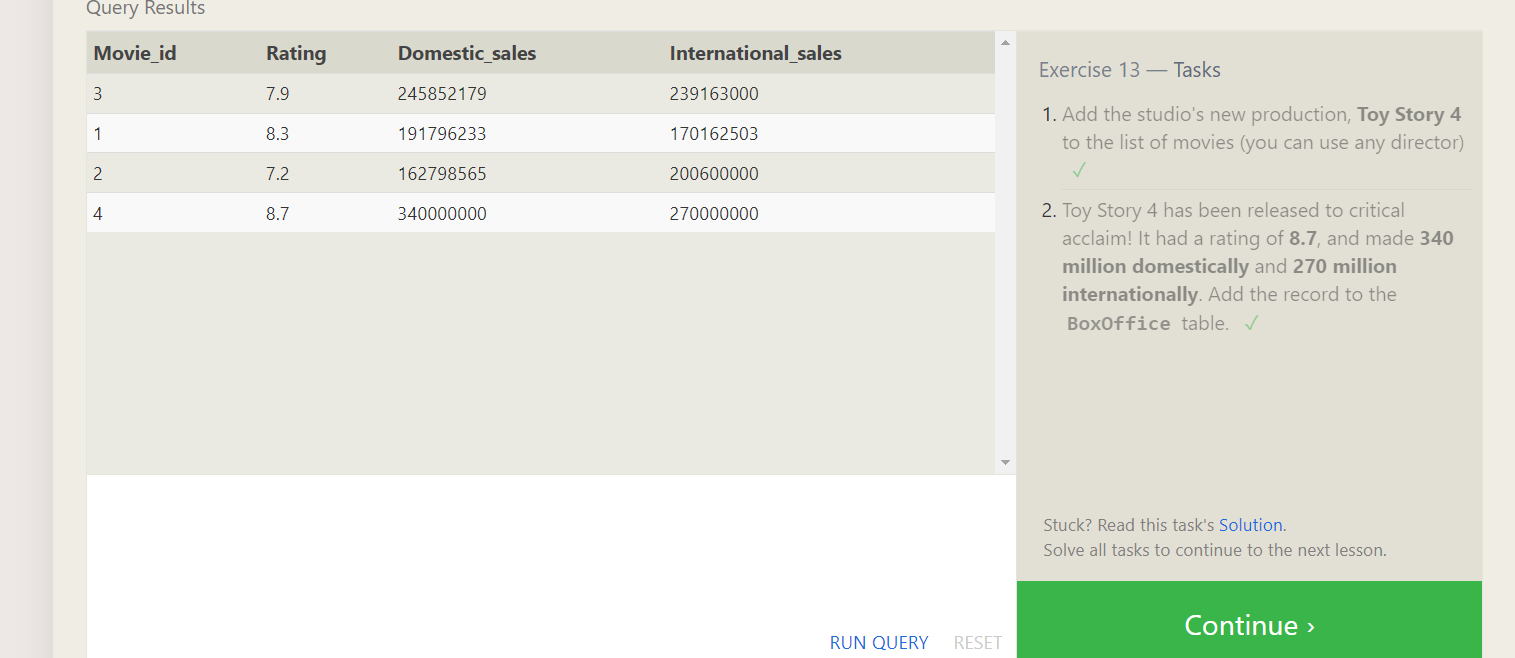 Query Results
Movie_id Rating Domestic_sales International_sales
3 7.9 245852179 239163000
1 8.3 191796233 170162503
2 7.2 162798565 200600000
4 8.7 340000000 270000000
Exercise 13 — Tasks
1. Add the studio's new production, Toy Story 4
to the list of movies (you can use any director)
✓
2. Toy Story 4 has been released to critical
acclaim! It had a rating of 8.7, and made 340
million domestically and 270 million
internationally. Add the record to the
BoxOffice table. ✓
Stuck? Read this task's Solution.
Solve all tasks to continue to the next lesson.
RUN QUERY RESET
Continue ›